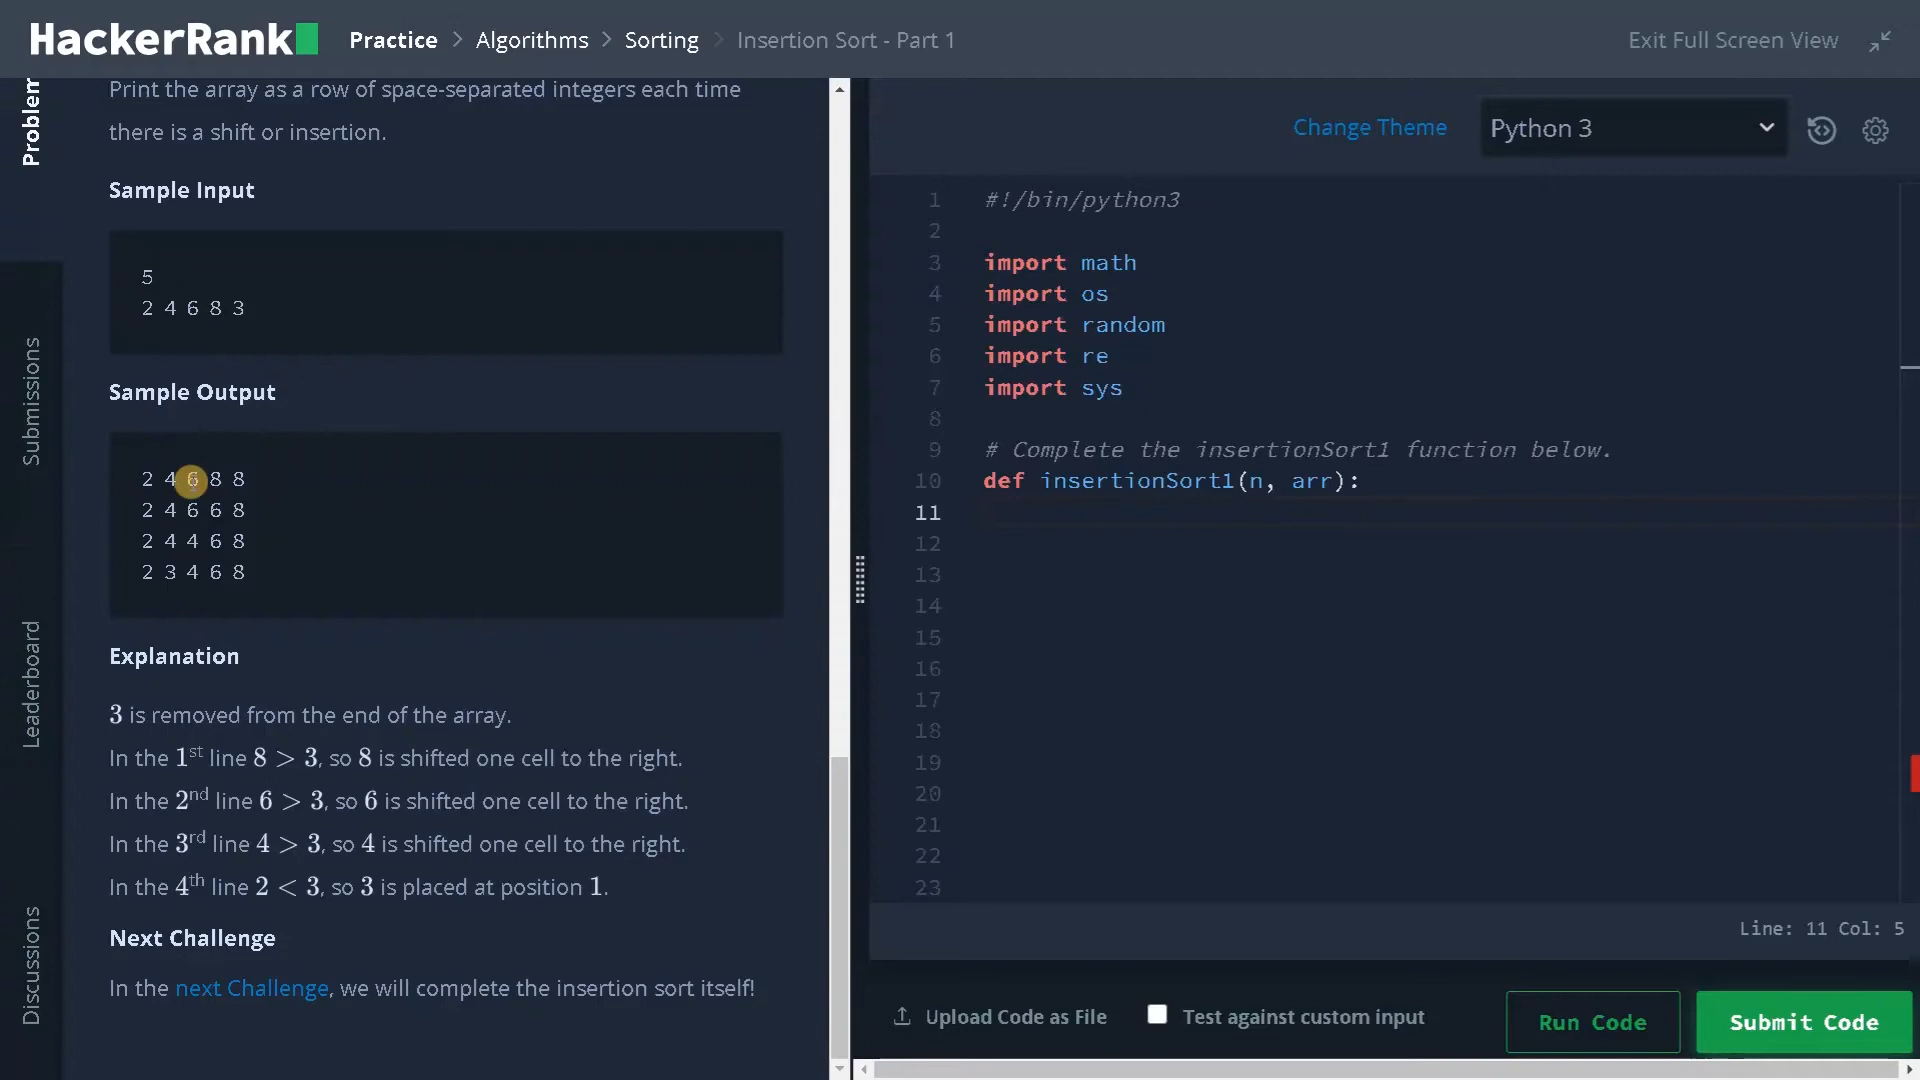 HackerRank Practice > Algorithms > Sorting > Insertion Sort - Part 1 Exit Full Screen View
Problem
Submissions
Leaderboard
Discussions
Print the array as a row of space-separated integers each time
there is a shift or insertion.
Sample Input
5
2 4 6 8 3
Sample Output
2 4 6 8 8
2 4 6 6 8
2 4 4 6 8
2 3 4 6 8
Explanation
3 is removed from the end of the array.
In the 1st line 8 > 3, so 8 is shifted one cell to the right.
In the 2nd line 6 > 3, so 6 is shifted one cell to the right.
In the 3rd line 4 > 3, so 4 is shifted one cell to the right.
In the 4th line 2 < 3, so 3 is placed at position 1.
Next Challenge
In the next Challenge, we will complete the insertion sort itself!
Change Theme Python 3
1 #!/bin/python3
2
3 import math
4 import os
5 import random
6 import re
7 import sys
8
9 # Complete the insertionSort1 function below.
10 def insertionSort1(n, arr):
11
12
13
14
15
16
17
18
19
20
21
22
23
Line: 11 Col: 5
Upload Code as File Test against custom input Run Code Submit Code